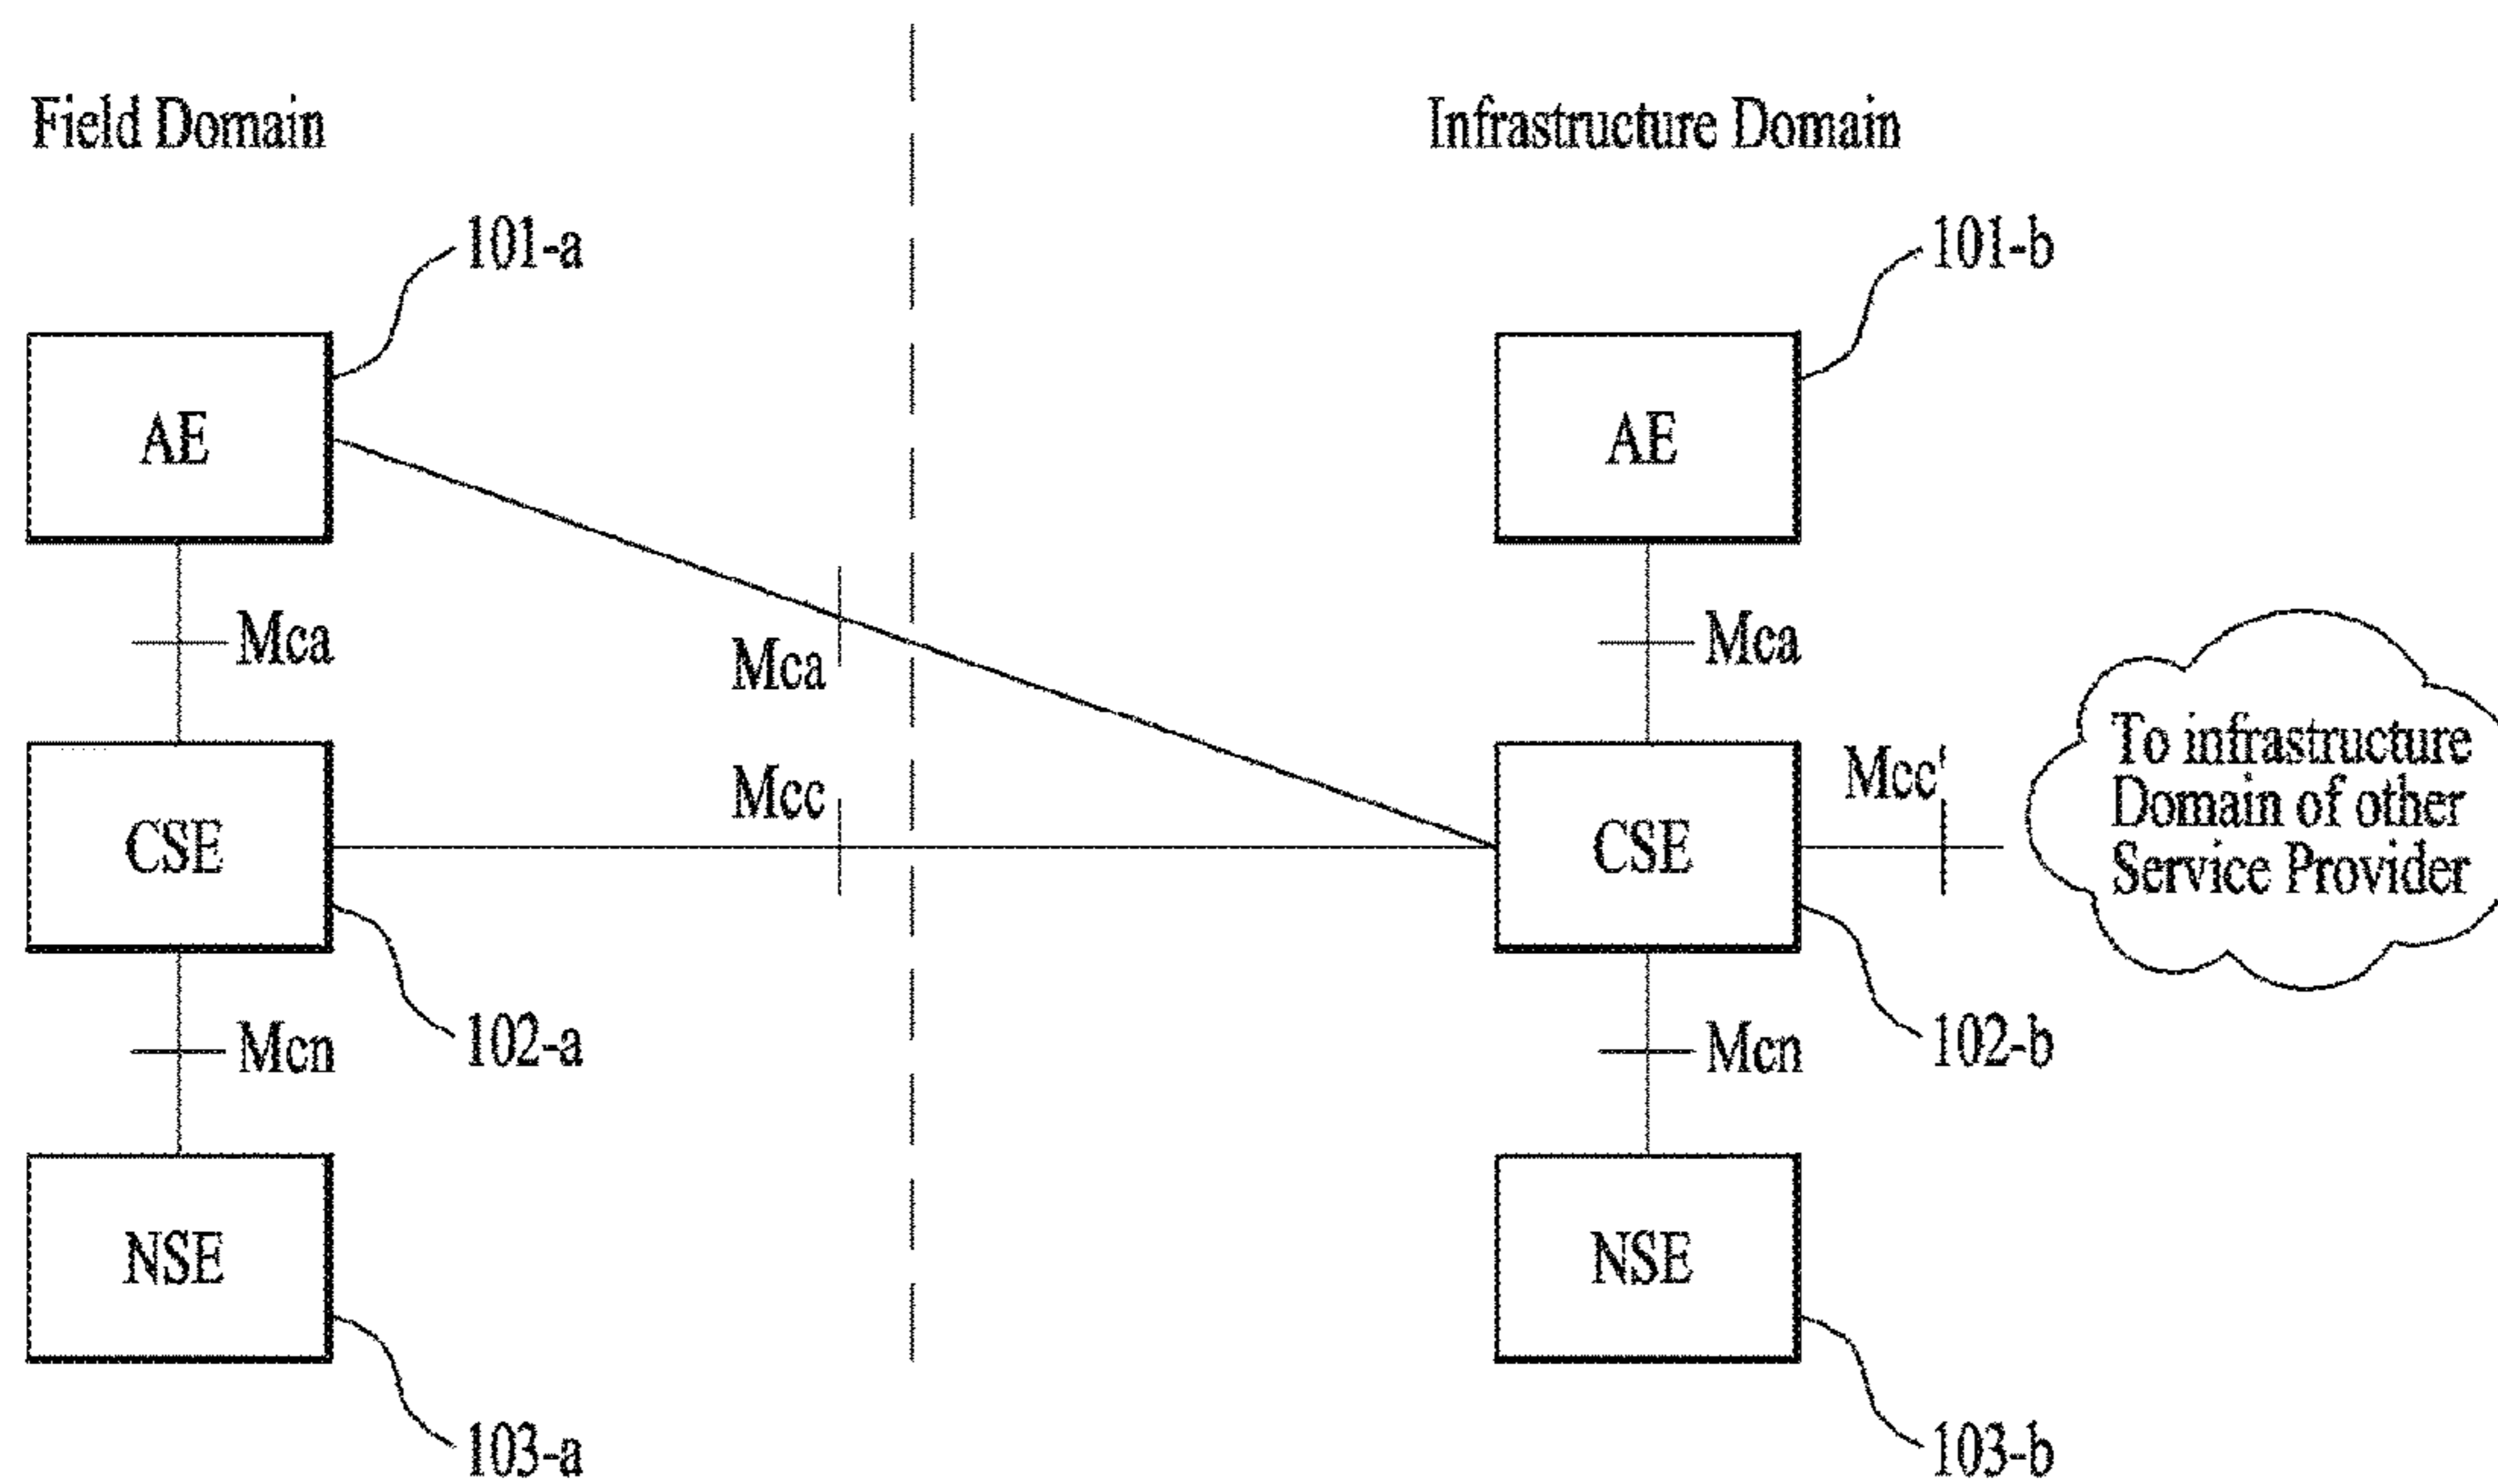 Field Domain
Infrastructure Domain
101-a
101-b
AE
AE
Mca
Mca
Mca
Mcc
Mcc'
To infrastructure
Domain of other
Service Provider
CSE
CSE
102-a
102-b
Mcn
Mcn
NSE
NSE
103-a
103-b